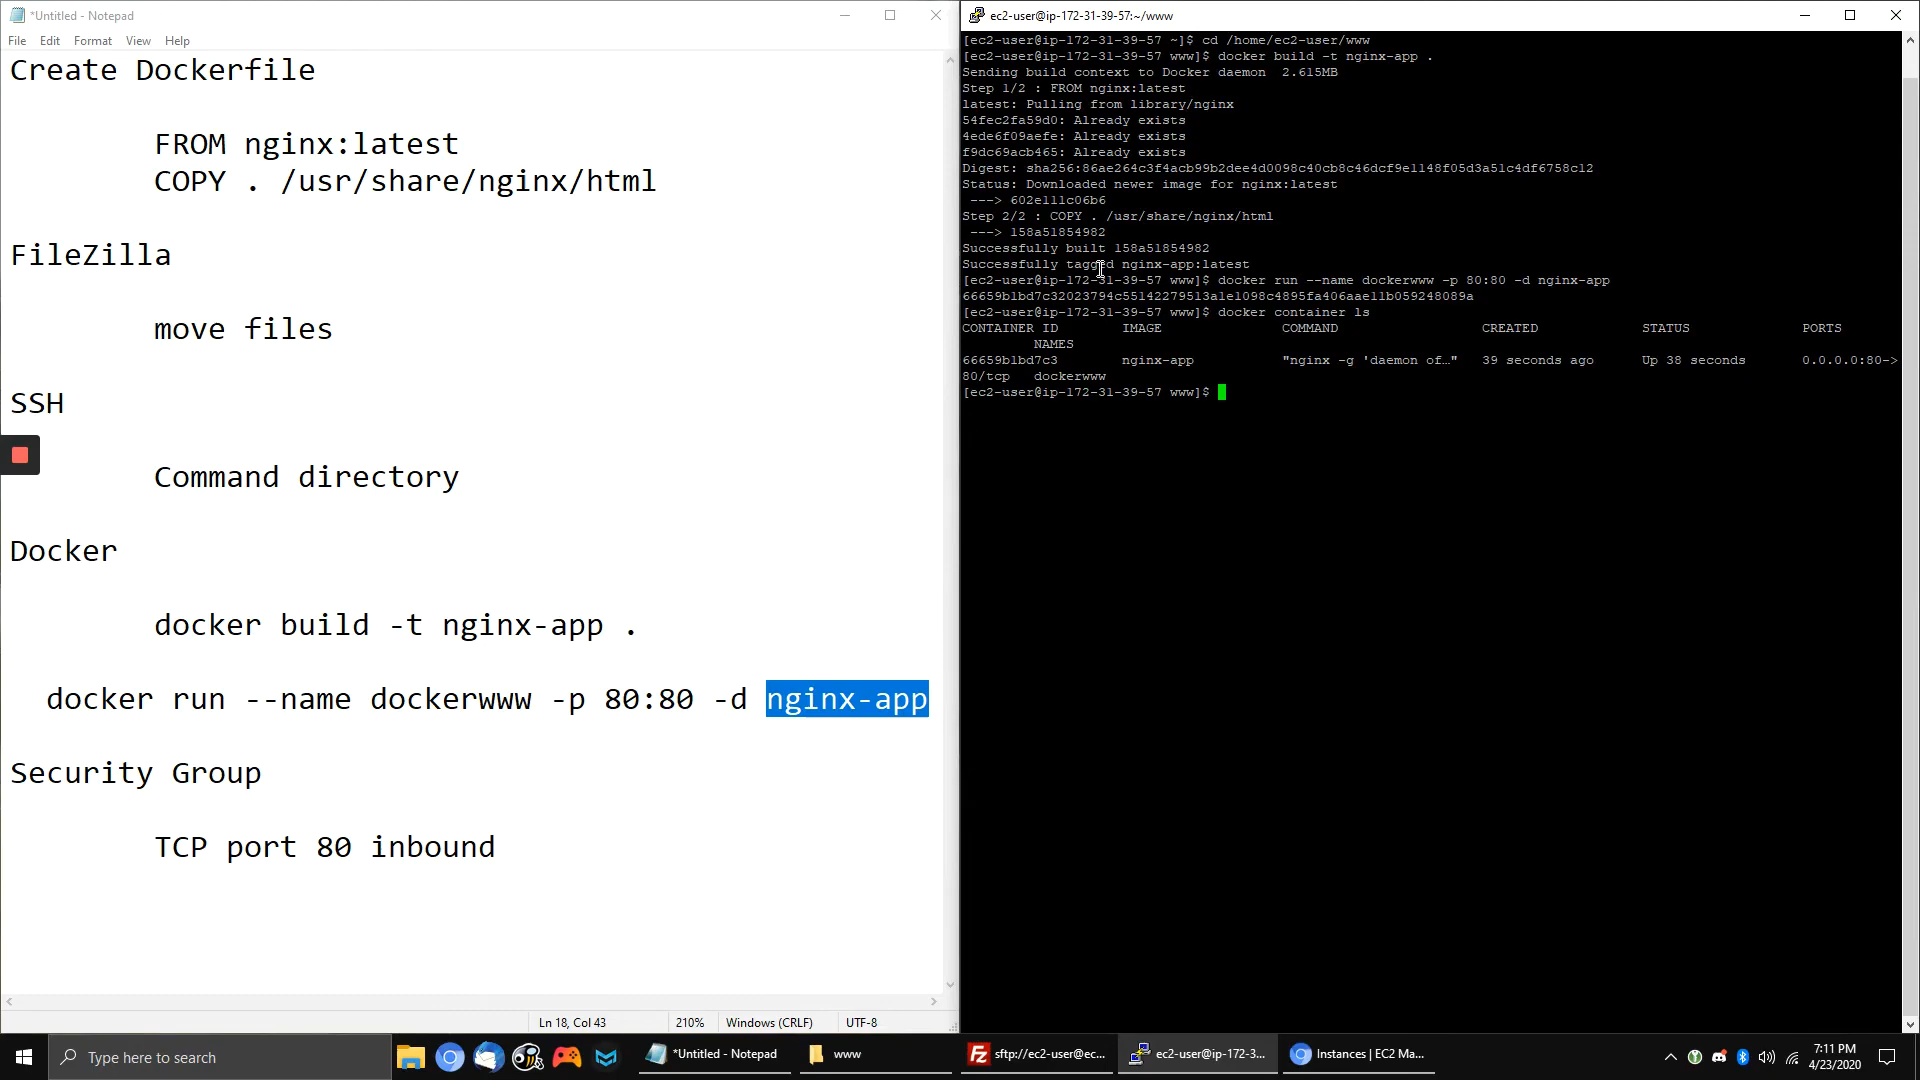 *Untitled - Notepad
File Edit Format View Help
Create Dockerfile
FROM nginx:latest
COPY . /usr/share/nginx/html
FileZilla
move files
SSH
Command directory
Docker
docker build -t nginx-app .
docker run --name dockerwww -p 80:80 -d nginx-app
Security Group
TCP port 80 inbound
Ln 18, Col 43 210% Windows (CRLF) UTF-8
ec2-user@ip-172-31-39-57:~/www
[ec2-user@ip-172-31-39-57 ~]$ cd /home/ec2-user/www
[ec2-user@ip-172-31-39-57 www]$ docker build -t nginx-app .
Sending build context to Docker daemon  2.615MB
Step 1/2 : FROM nginx:latest
latest: Pulling from library/nginx
54fec2fa59d0: Already exists
4ede6f09aefe: Already exists
f9dc69acb465: Already exists
Digest: sha256:86ae264c3f4acb99b2dee4d0098c40cb8c46dcf9e1148f05d3a51c4df6758c12
Status: Downloaded newer image for nginx:latest
 ---> 602e111c06b6
Step 2/2 : COPY . /usr/share/nginx/html
 ---> 158a51854982
Successfully built 158a51854982
Successfully tagged nginx-app:latest
[ec2-user@ip-172-31-39-57 www]$ docker run --name dockerwww -p 80:80 -d nginx-app
66659b1bd7c32023794c55142279513a1e1098c4895fa406aae11b059248089a
[ec2-user@ip-172-31-39-57 www]$ docker container ls
CONTAINER ID IMAGE COMMAND CREATED STATUS PORTS
NAMES
66659b1bd7c3 nginx-app "nginx -g 'daemon of…" 39 seconds ago Up 38 seconds 0.0.0.0:80->
80/tcp dockerwww
[ec2-user@ip-172-31-39-57 www]$
Type here to search
*Untitled - Notepad
www
sftp://ec2-user@ec...
ec2-user@ip-172-3...
Instances | EC2 Ma...
7:11 PM
4/23/2020